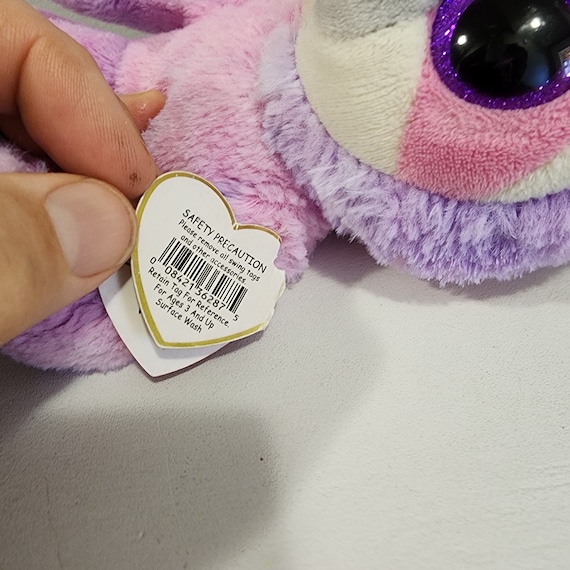 SAFETY PRECAUTION
Please remove all swing tags
and other accessories.
0 08421 36287 5
Retain Tag For Reference.
For Ages 3 And Up
Surface Wash